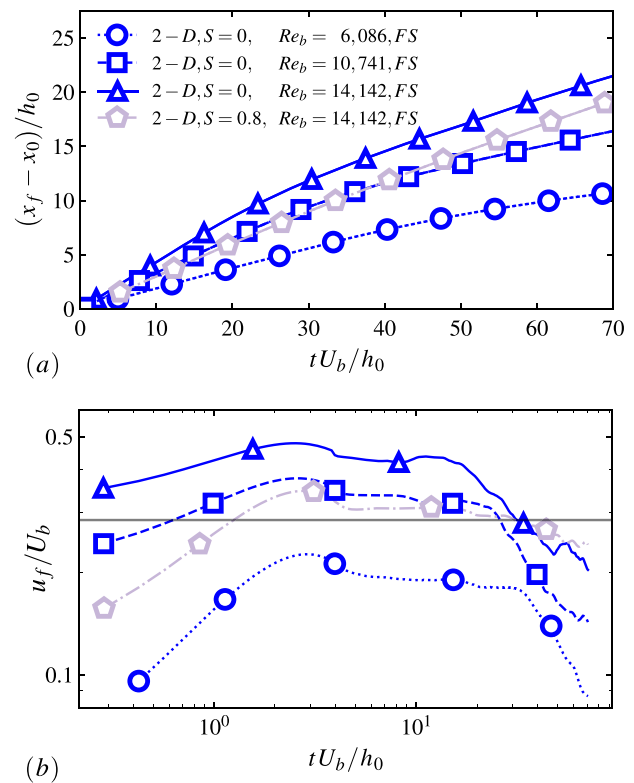 25
20
15
10
5
0
(x_f − x_0)/h_0
2−D, S=0, Re_b = 6,086, FS
2−D, S=0, Re_b = 10,741, FS
2−D, S=0, Re_b = 14,142, FS
2−D, S=0.8, Re_b = 14,142, FS
0 10 20 30 40 50 60 70
tU_b/h_0
(a)
0.5
0.1
u_f/U_b
10^0 10^1
tU_b/h_0
(b)